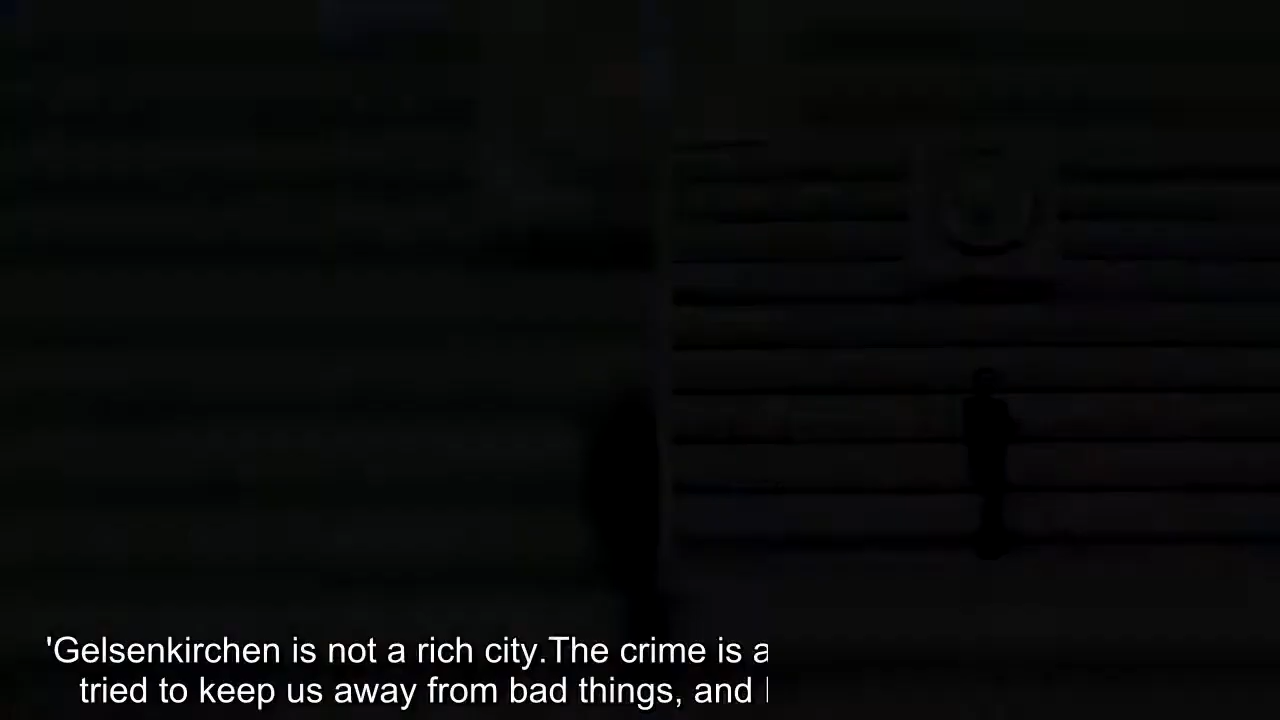 'Gelsenkirchen is not a rich city.The crime is
tried to keep us away from bad things, and